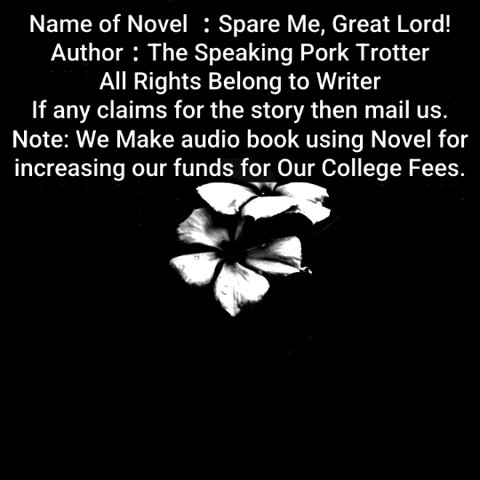 Name of Novel : Spare Me, Great Lord!
Author : The Speaking Pork Trotter
All Rights Belong to Writer
If any claims for the story then mail us.
Note: We Make audio book using Novel for
increasing our funds for Our College Fees.